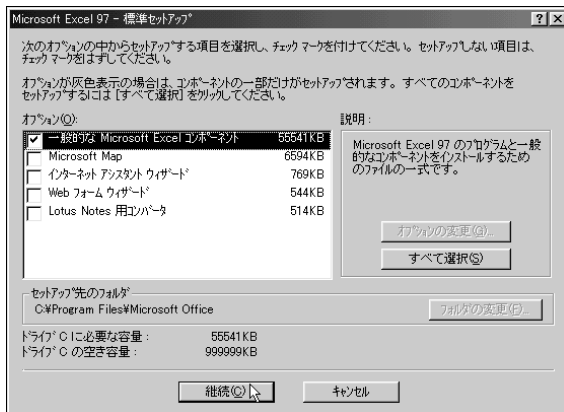 Microsoft Excel 97 - 標準セットアップ
次のオプションの中からセットアップする項目を選択し、チェック マークを付けてください。セットアップしない項目は、
チェック マークをはずしてください。
オプションが灰色表示の場合は、コンポーネントの一部だけがセットアップされます。すべてのコンポーネントを
セットアップするには [すべて選択] をクリックしてください。
オプション(O):
説明:
一般的な Microsoft Excel コンポーネント 55541KB
Microsoft Map 6594KB
インターネット アシスタント ウィザード 769KB
Web フォーム ウィザード 544KB
Lotus Notes 用コンバータ 514KB
Microsoft Excel 97 のプログラムと一般
的なコンポーネントをインストールするため
のファイルの一式です。
オプションの変更(G)...
すべて選択(S)
セットアップ先のフォルダ
C:¥Program Files¥Microsoft Office
フォルダの変更(F)...
ドライブ C に必要な容量: 55541KB
ドライブ C の空き容量: 999999KB
継続(C)
キャンセル